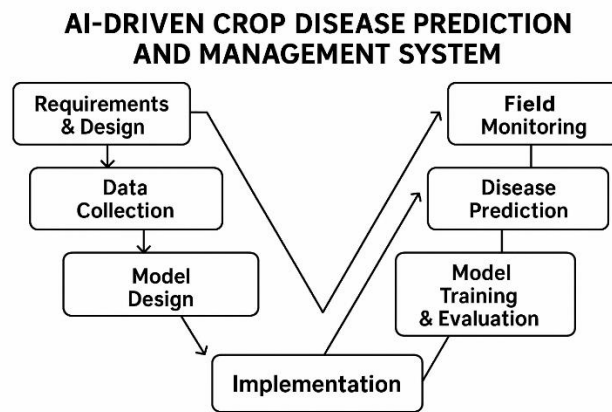 AI-DRIVEN CROP DISEASE PREDICTION
AND MANAGEMENT SYSTEM
Requirements
& Design
Data
Collection
Model
Design
Implementation
Field
Monitoring
Disease
Prediction
Model
Training
& Evaluation